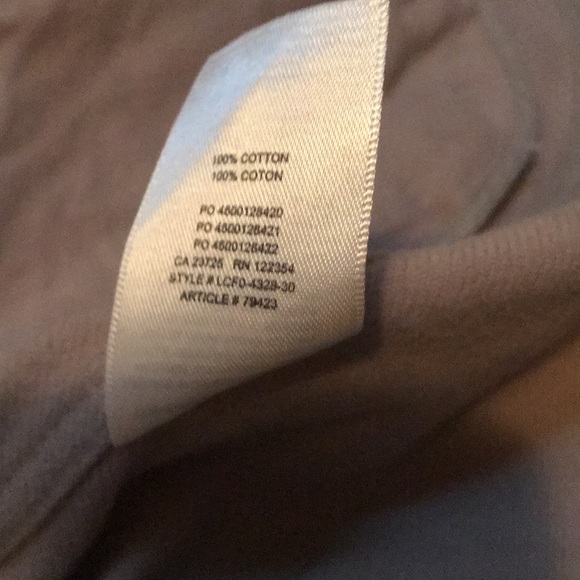 100% COTTON
100% COTON
PO 4500128420
PO 4500128421
PO 4500128422
CA 23725 RN 122354
STYLE # LCF0-4328-30
ARTICLE # 79423